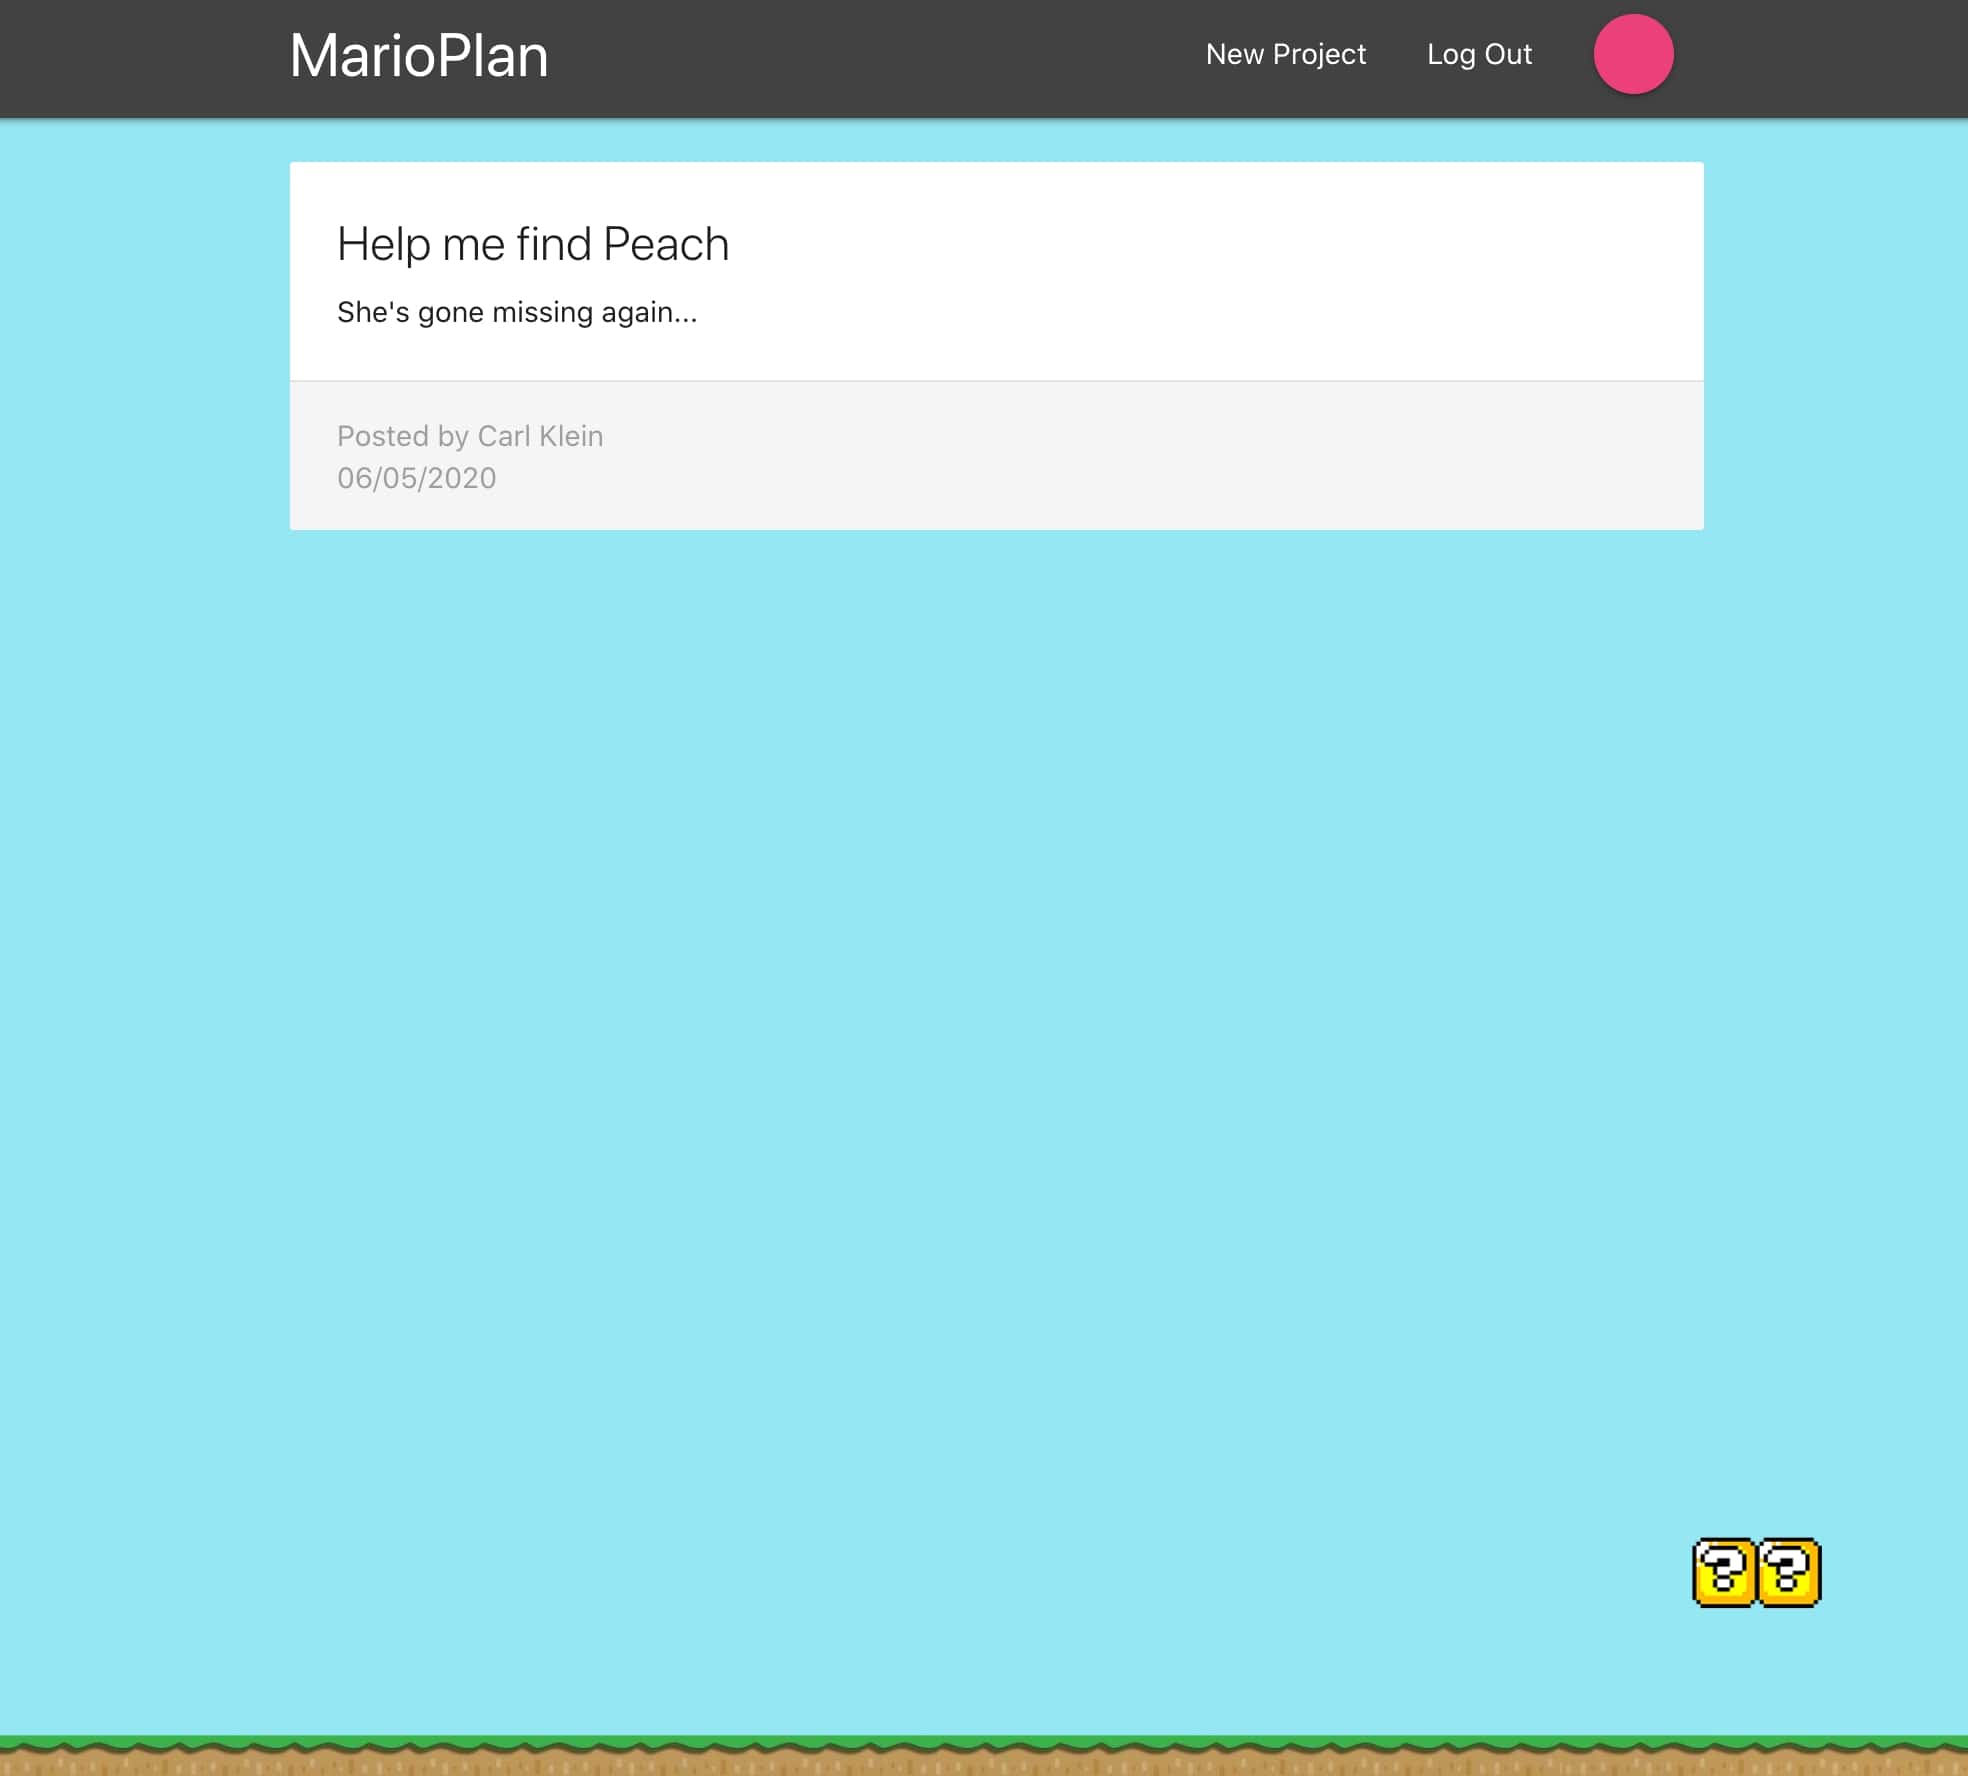 MarioPlan
New Project
Log Out
Help me find Peach
She's gone missing again...
Posted by Carl Klein
06/05/2020
? ?